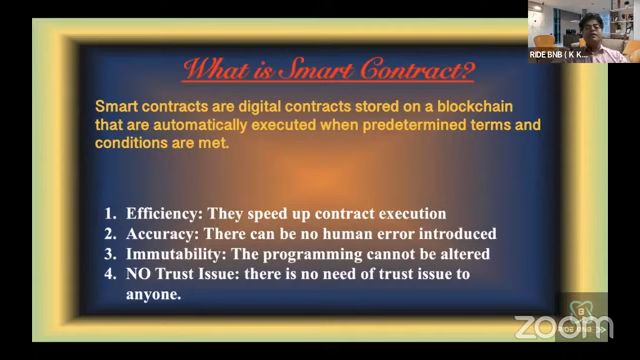 What is Smart Contract?
Smart contracts are digital contracts stored on a blockchain
that are automatically executed when predetermined terms and
conditions are met.
1. Efficiency: They speed up contract execution
2. Accuracy: There can be no human error introduced
3. Immutability: The programming cannot be altered
4. NO Trust Issue: there is no need of trust issue to
anyone.
RIDE BNB ( K K...
zoom
RIDE BNB